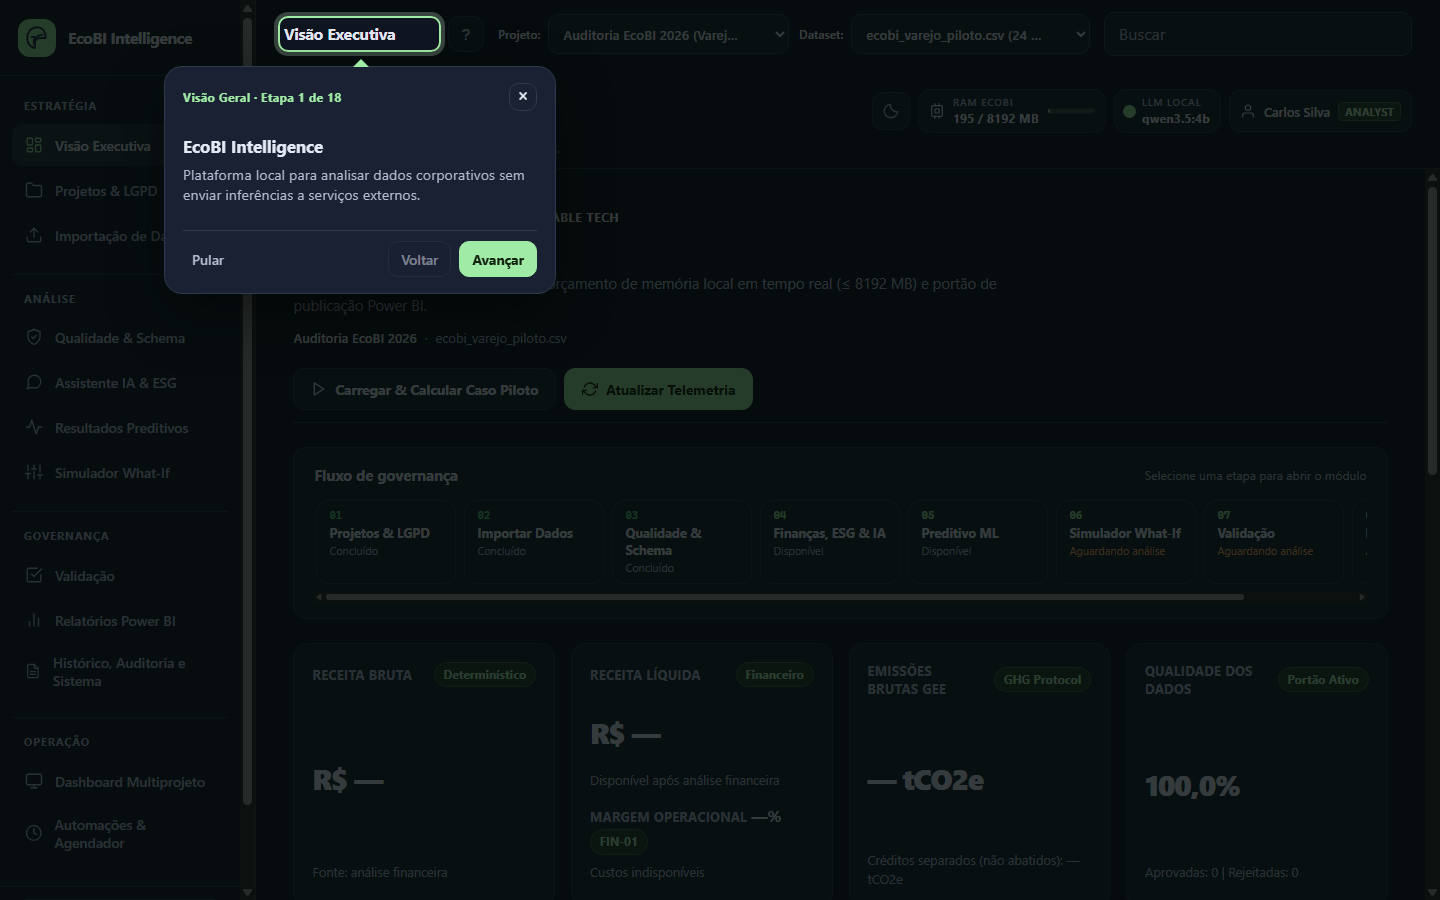 EcoBI Intelligence
Visão Executiva
?
Projeto:
Auditoria EcoBI 2026 (Varej...
Dataset:
ecobi_varejo_piloto.csv (24 ...
Buscar
RAM ECOBI
195 / 8192 MB
LLM LOCAL
qwen3.5:4b
Carlos Silva
ANALYST
Visão Geral · Etapa 1 de 18
×
EcoBI Intelligence
Plataforma local para analisar dados corporativos sem
enviar inferências a serviços externos.
Pular
Voltar
Avançar
ESTRATÉGIA
Visão Executiva
Projetos & LGPD
Importação de Da
ANÁLISE
Qualidade & Schema
Assistente IA & ESG
Resultados Preditivos
Simulador What-If
GOVERNANÇA
Validação
Relatórios Power BI
Histórico, Auditoria e
Sistema
OPERAÇÃO
Dashboard Multiprojeto
Automações &
Agendador
ABLE TECH
rçamento de memória local em tempo real (≤ 8192 MB) e portão de
publicação Power BI.
Auditoria EcoBI 2026 · ecobi_varejo_piloto.csv
Carregar & Calcular Caso Piloto
Atualizar Telemetria
Fluxo de governança
Selecione uma etapa para abrir o módulo
01
Projetos & LGPD
Concluído
02
Importar Dados
Concluído
03
Qualidade &
Schema
Concluído
04
Finanças, ESG & IA
Disponível
05
Preditivo ML
Disponível
06
Simulador What-If
Aguardando análise
07
Validação
Aguardando análise
RECEITA BRUTA
Determinístico
R$ —
Fonte: análise financeira
RECEITA LÍQUIDA
Financeiro
R$ —
Disponível após análise financeira
MARGEM OPERACIONAL —%
FIN-01
Custos indisponíveis
EMISSÕES
BRUTAS GEE
GHG Protocol
— tCO2e
Créditos separados (não abatidos): —
tCO2e
QUALIDADE DOS
DADOS
Portão Ativo
100,0%
Aprovadas: 0 | Rejeitadas: 0